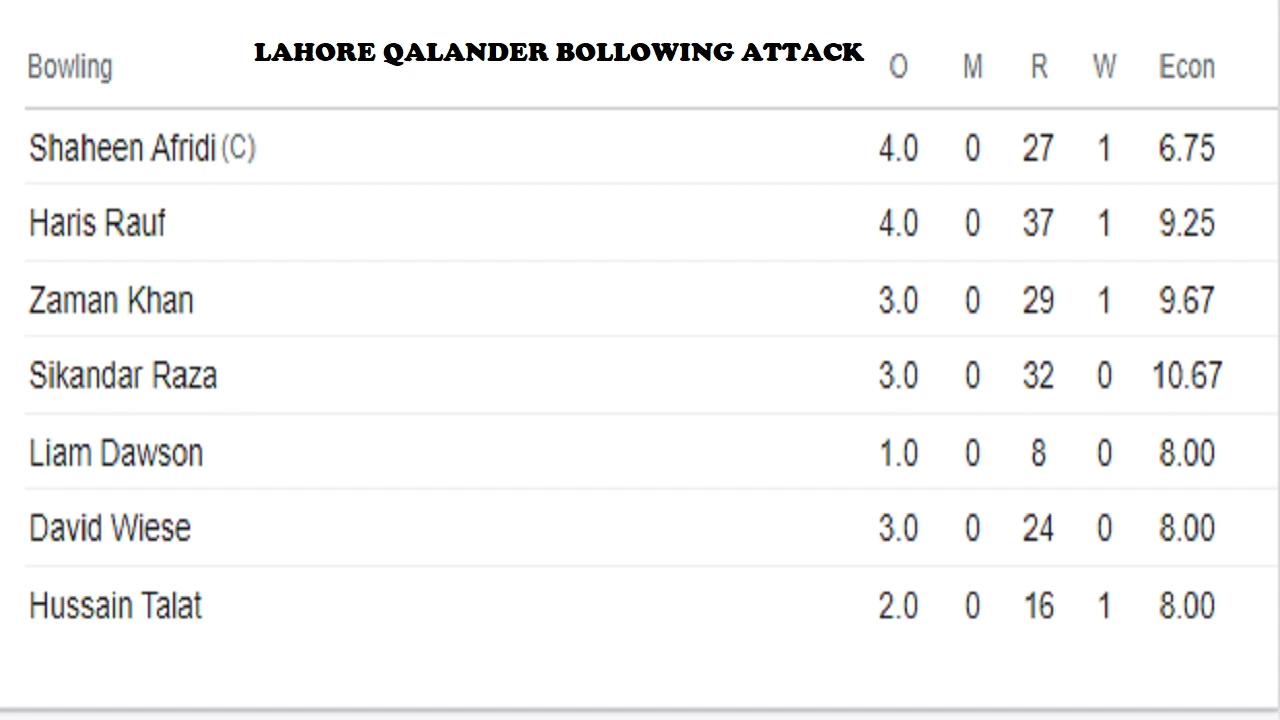 LAHORE QALANDER BOLLOWING ATTACK
Bowling O M R W Econ
Shaheen Afridi (C) 4.0 0 27 1 6.75
Haris Rauf 4.0 0 37 1 9.25
Zaman Khan 3.0 0 29 1 9.67
Sikandar Raza 3.0 0 32 0 10.67
Liam Dawson 1.0 0 8 0 8.00
David Wiese 3.0 0 24 0 8.00
Hussain Talat 2.0 0 16 1 8.00